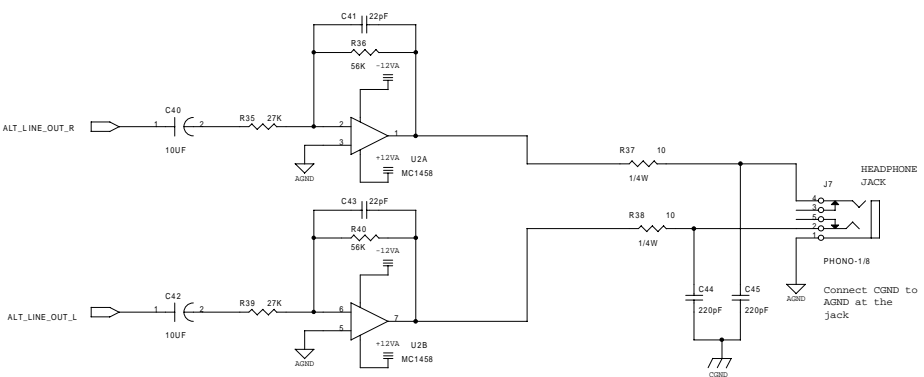 C41 22pF
R36
56K -12VA
C40
ALT_LINE_OUT_R 1 2 R35 27K 2 1
10UF 3
AGND +12VA U2A
MC1458
R37 10
1/4W
HEADPHONE
JACK
J7
4
3
5
2
1
PHONO-1/8
AGND
Connect CGND to
AGND at the
jack
C43 22pF
R40
56K -12VA
R38 10
1/4W
C42
ALT_LINE_OUT_L 1 2 R39 27K 6 7
10UF 5
AGND +12VA U2B
MC1458
C44 C45
220pF 220pF
CGND